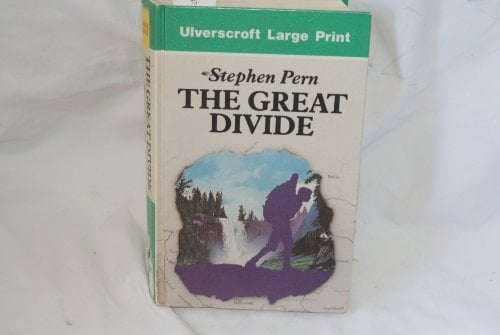 Ulverscroft Large Print
Stephen Pern
THE GREAT
DIVIDE
THE GREAT DIVIDE